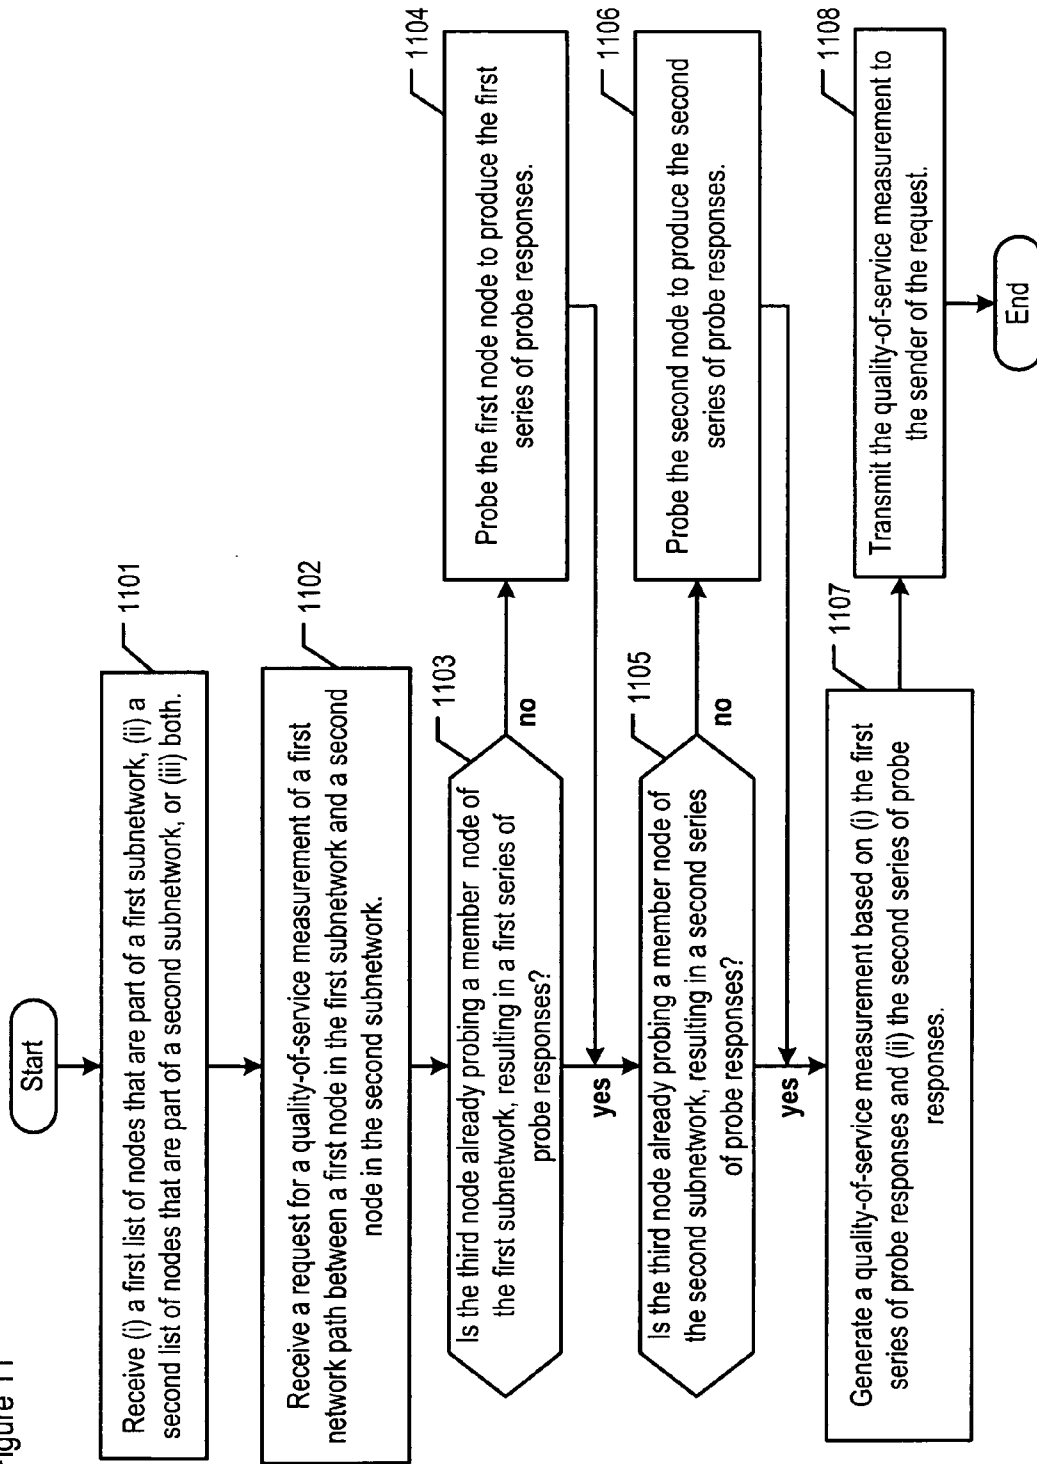 Figure 11
Start
1101
Receive (i) a first list of nodes that are part of a first subnetwork, (ii) a
second list of nodes that are part of a second subnetwork, or (iii) both.
1102
Receive a request for a quality-of-service measurement of a first
network path between a first node in the first subnetwork and a second
node in the second subnetwork.
1103
Is the third node already probing a member node of
the first subnetwork, resulting in a first series of
probe responses?
no
yes
1104
Probe the first node node to produce the first
series of probe responses.
1105
Is the third node already probing a member node of
the second subnetwork, resulting in a second series
of probe responses?
no
yes
1106
Probe the second node to produce the second
series of probe responses.
1107
Generate a quality-of-service measurement based on (i) the first
series of probe responses and (ii) the second series of probe
responses.
1108
Transmit the quality-of-service measurement to
the sender of the request.
End